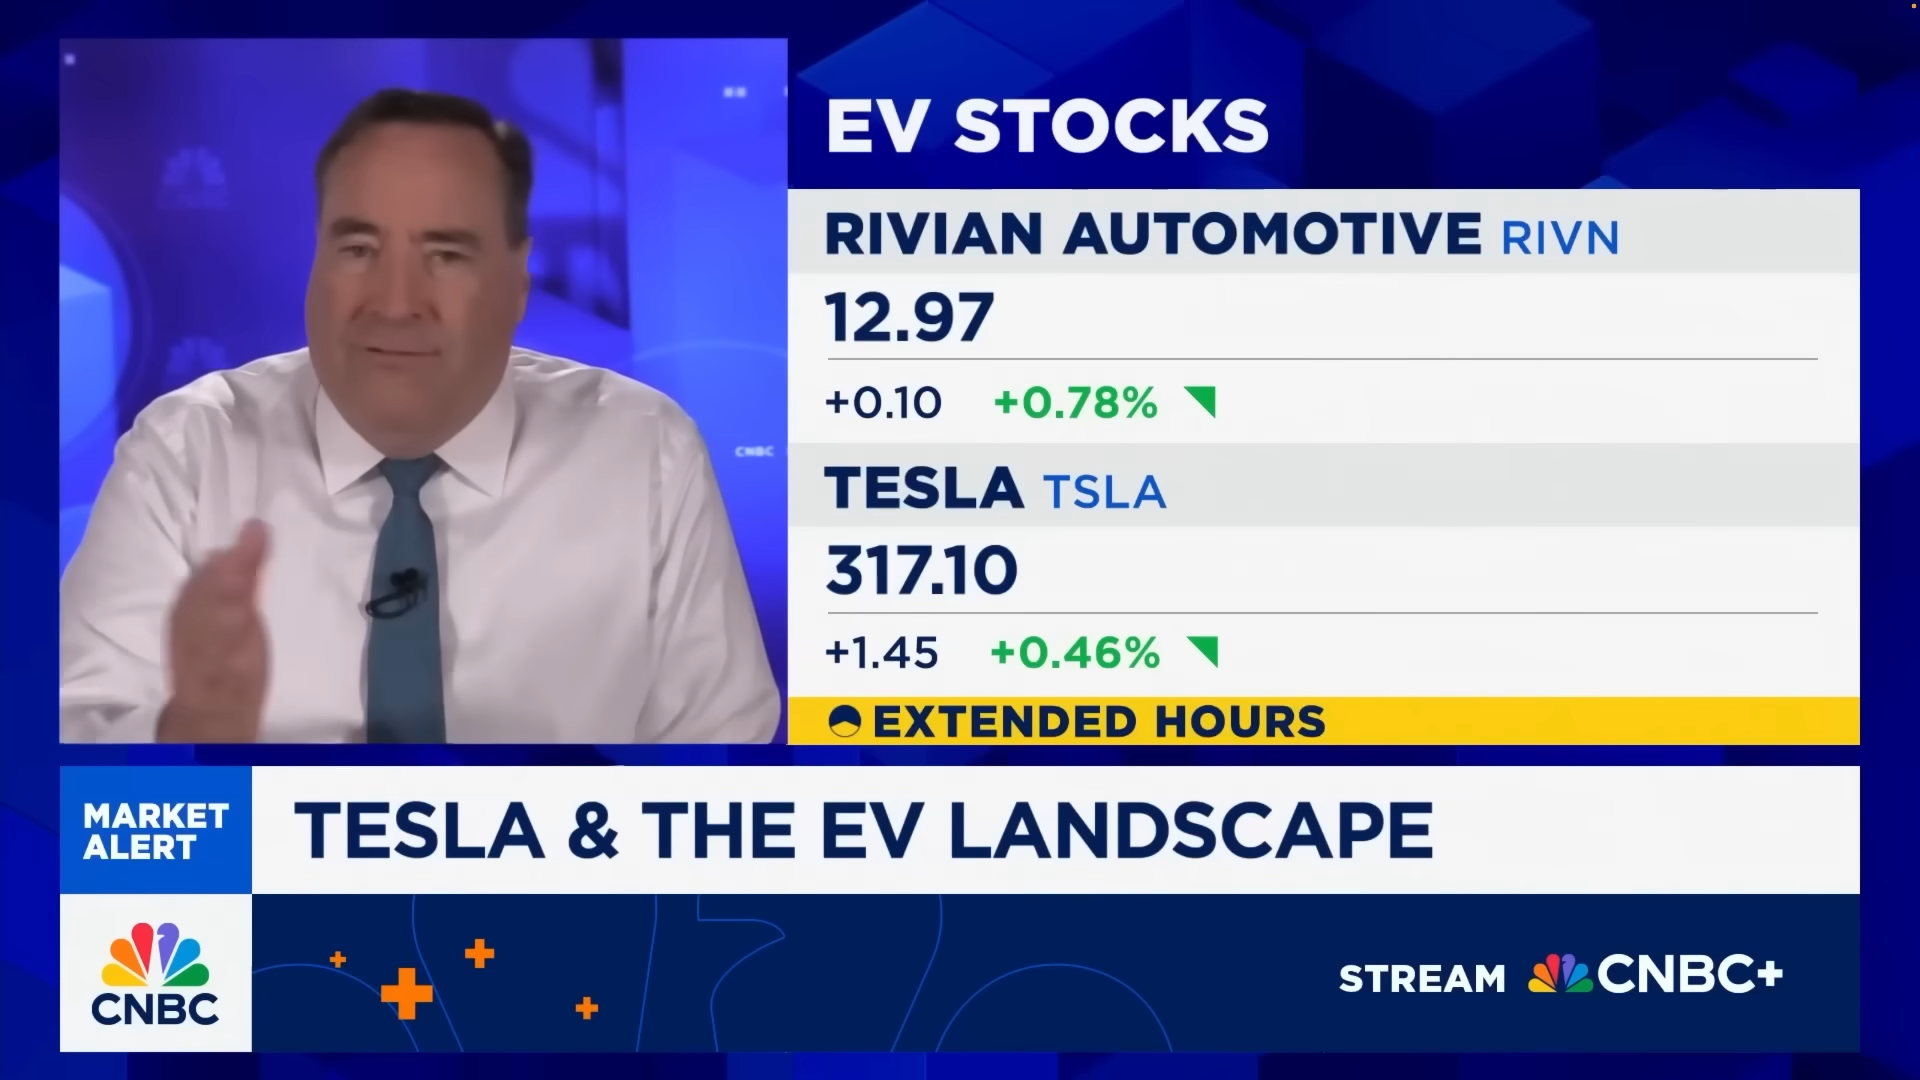 EV STOCKS
RIVIAN AUTOMOTIVE RIVN
12.97
+0.10 +0.78%
TESLA TSLA
317.10
+1.45 +0.46%
EXTENDED HOURS
CNBC
MARKET
ALERT
TESLA & THE EV LANDSCAPE
CNBC
STREAM CNBC+